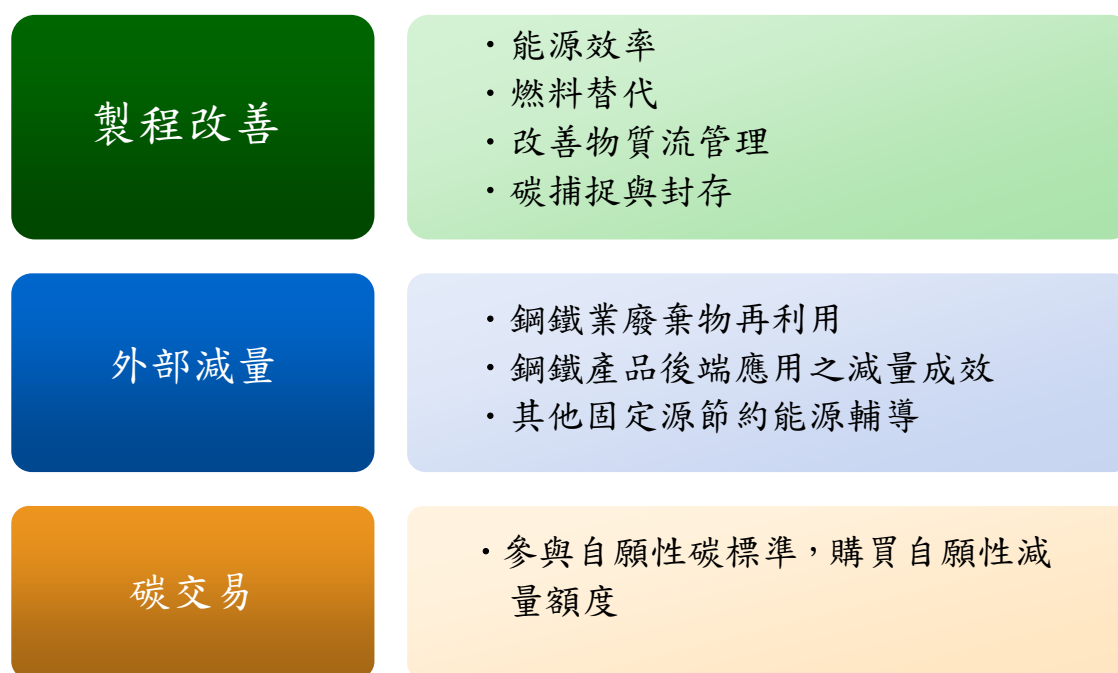 製程改善
・能源效率
・燃料替代
・改善物質流管理
・碳捕捉與封存
外部減量
・鋼鐵業廢棄物再利用
・鋼鐵產品後端應用之減量成效
・其他固定源節約能源輔導
碳交易
・參與自願性碳標準，購買自願性減
量額度